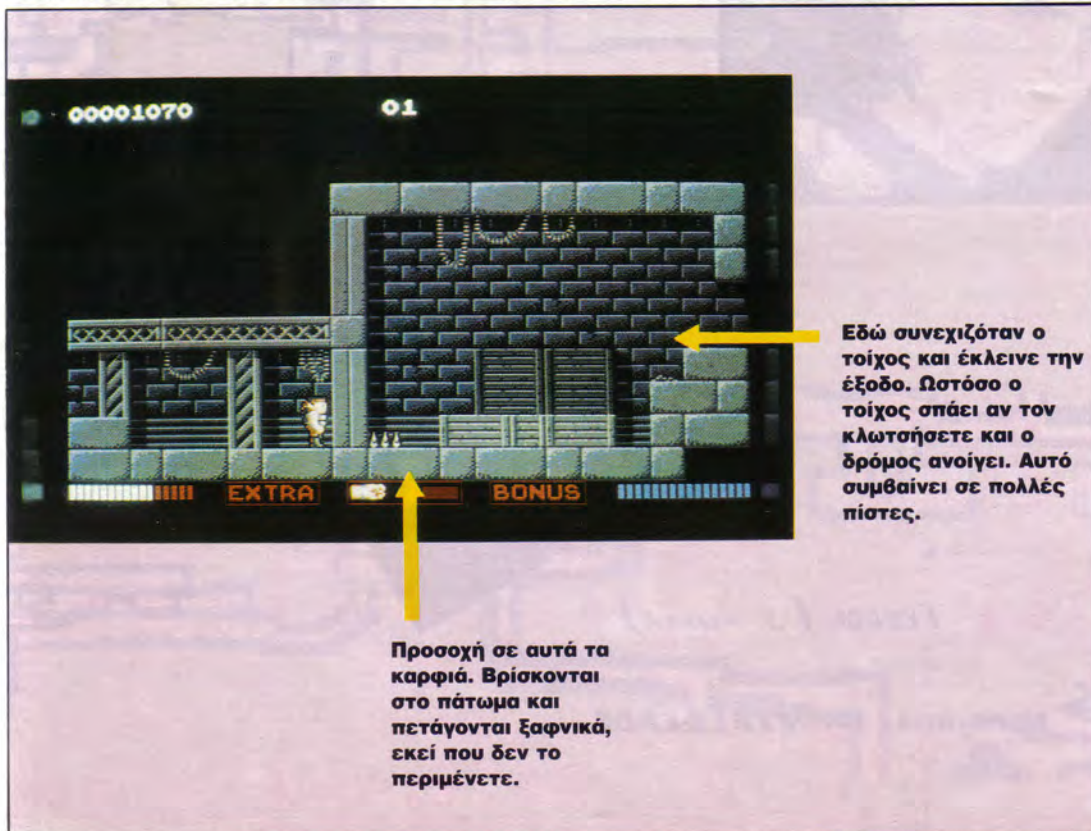 00001070 01
EXTRA BONUS
Εδώ συνεχιζόταν ο
τοίχος και έκλεινε την
έξοδο. Ωστόσο ο
τοίχος σπάει αν τον
κλωτσήσετε και ο
δρόμος ανοίγει. Αυτό
συμβαίνει σε πολλές
πίστες.
Προσοχή σε αυτά τα
καρφιά. Βρίσκονται
στο πάτωμα και
πετάγονται ξαφνικά,
εκεί που δεν το
περιμένετε.